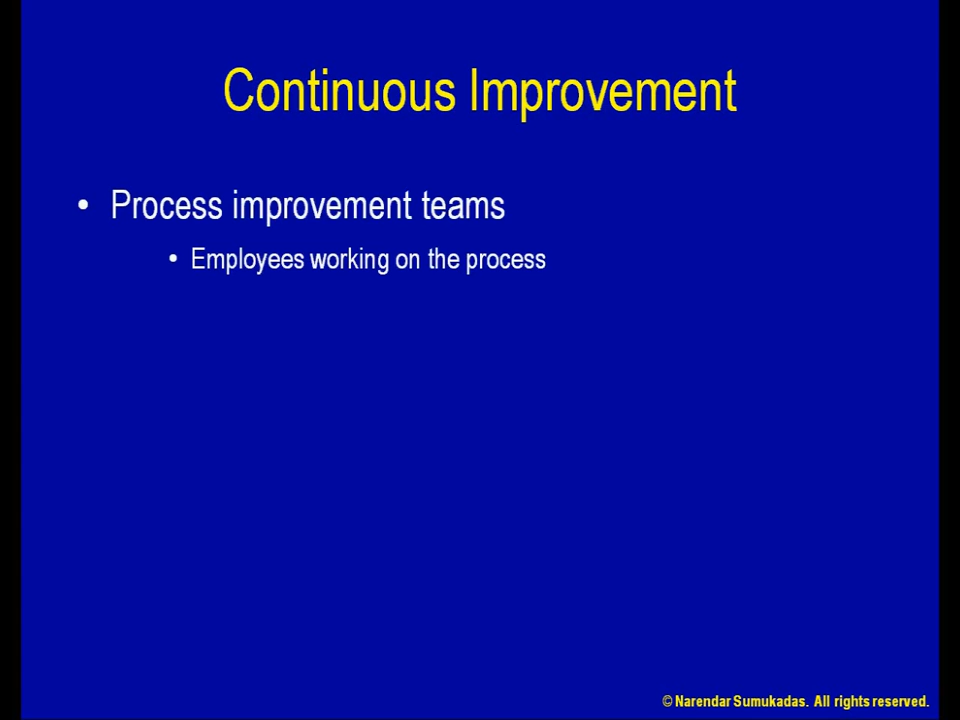 Continuous Improvement
• Process improvement teams
• Employees working on the process
© Narendar Sumukadas. All rights reserved.